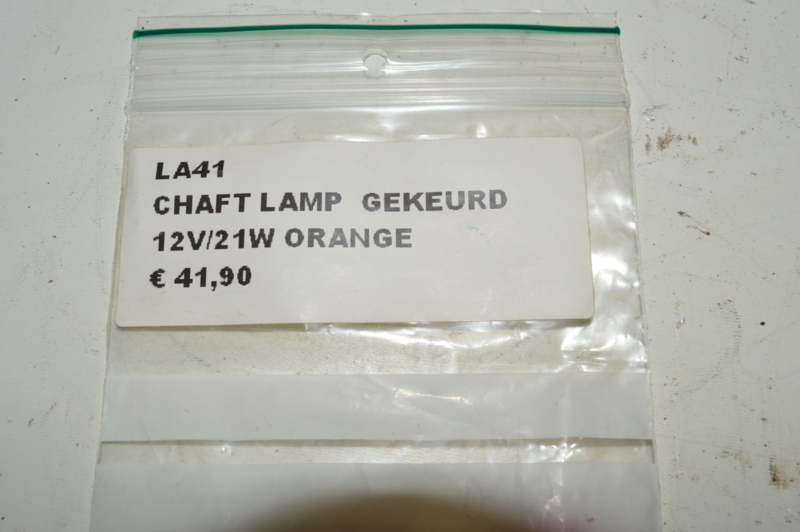 LA41
CHAFT LAMP GEKEURD
12V/21W ORANGE
€ 41,90